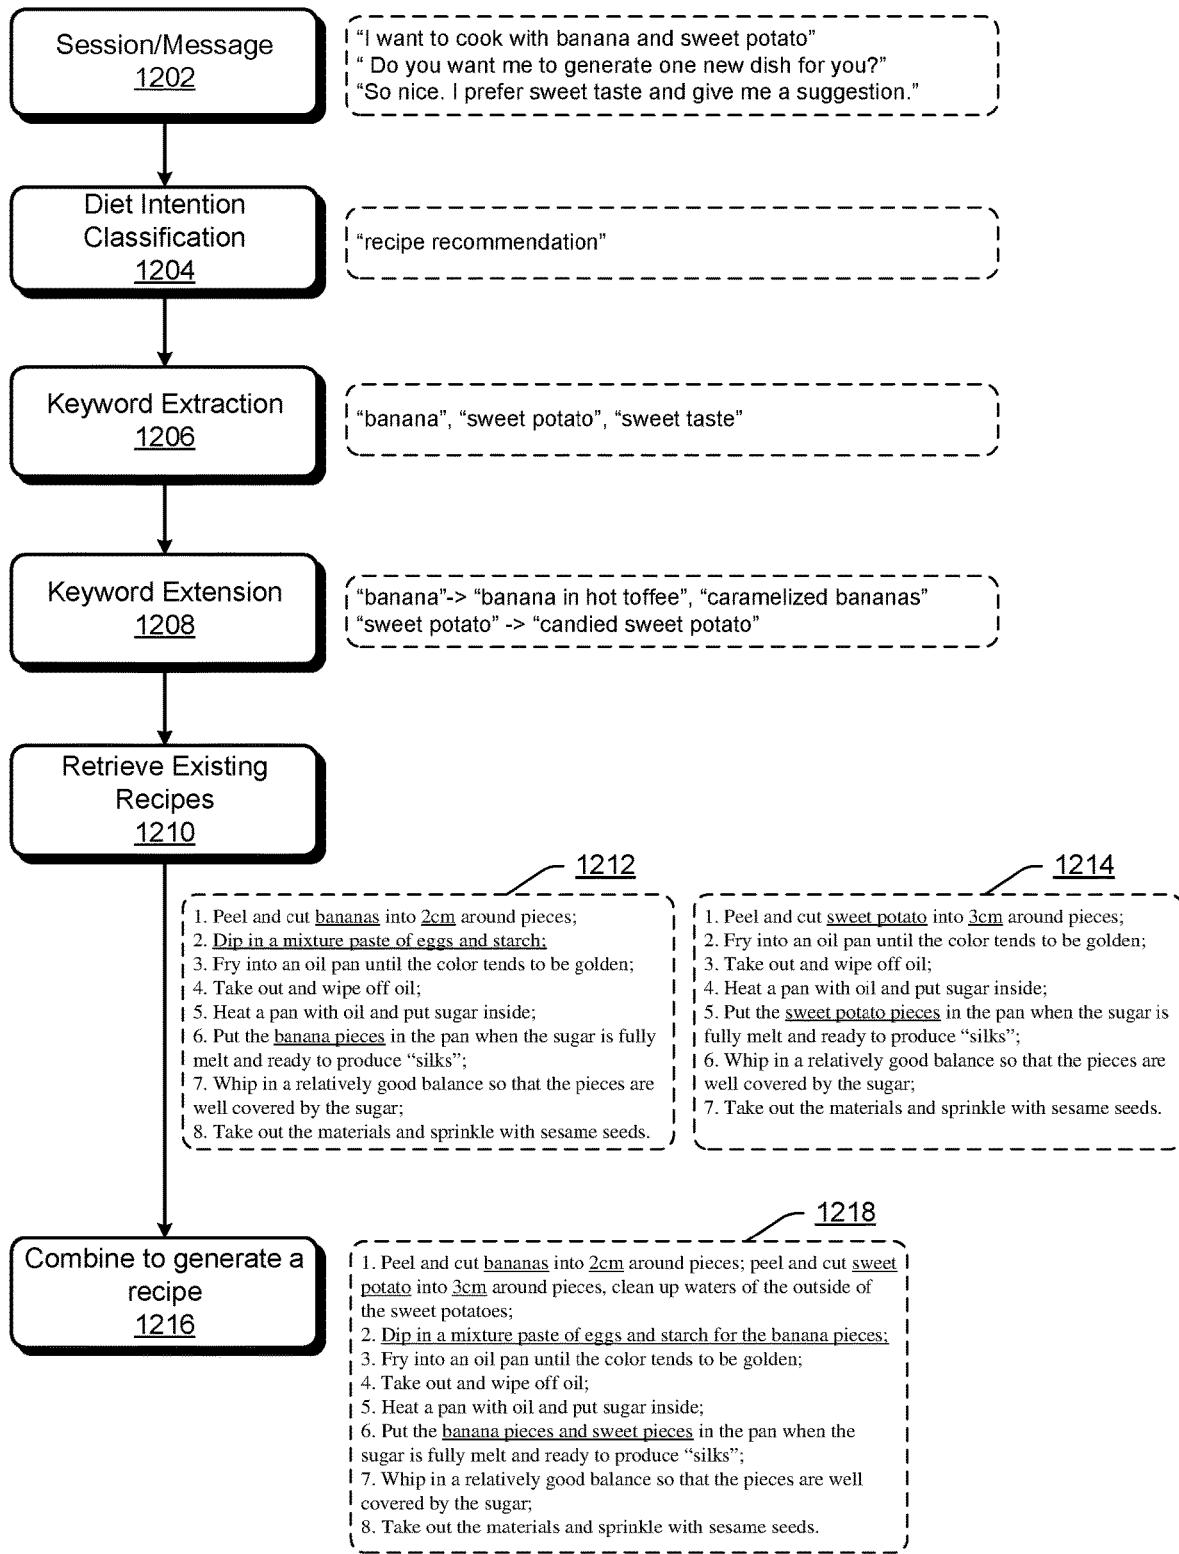 Session/Message
1202
“I want to cook with banana and sweet potato”
“ Do you want me to generate one new dish for you?”
“So nice. I prefer sweet taste and give me a suggestion.”
Diet Intention
Classification
1204
“recipe recommendation”
Keyword Extraction
1206
“banana”, “sweet potato”, “sweet taste”
Keyword Extension
1208
“banana”-> “banana in hot toffee”, “caramelized bananas”
“sweet potato” -> “candied sweet potato”
Retrieve Existing
Recipes
1210
1212
1. Peel and cut bananas into 2cm around pieces;
2. Dip in a mixture paste of eggs and starch;
3. Fry into an oil pan until the color tends to be golden;
4. Take out and wipe off oil;
5. Heat a pan with oil and put sugar inside;
6. Put the banana pieces in the pan when the sugar is fully
melt and ready to produce “silks”;
7. Whip in a relatively good balance so that the pieces are
well covered by the sugar;
8. Take out the materials and sprinkle with sesame seeds.
1214
1. Peel and cut sweet potato into 3cm around pieces;
2. Fry into an oil pan until the color tends to be golden;
3. Take out and wipe off oil;
4. Heat a pan with oil and put sugar inside;
5. Put the sweet potato pieces in the pan when the sugar is
fully melt and ready to produce “silks”;
6. Whip in a relatively good balance so that the pieces are
well covered by the sugar;
7. Take out the materials and sprinkle with sesame seeds.
Combine to generate a
recipe
1216
1218
1. Peel and cut bananas into 2cm around pieces; peel and cut sweet
potato into 3cm around pieces, clean up waters of the outside of
the sweet potatoes;
2. Dip in a mixture paste of eggs and starch for the banana pieces;
3. Fry into an oil pan until the color tends to be golden;
4. Take out and wipe off oil;
5. Heat a pan with oil and put sugar inside;
6. Put the banana pieces and sweet pieces in the pan when the
sugar is fully melt and ready to produce “silks”;
7. Whip in a relatively good balance so that the pieces are well
covered by the sugar;
8. Take out the materials and sprinkle with sesame seeds.